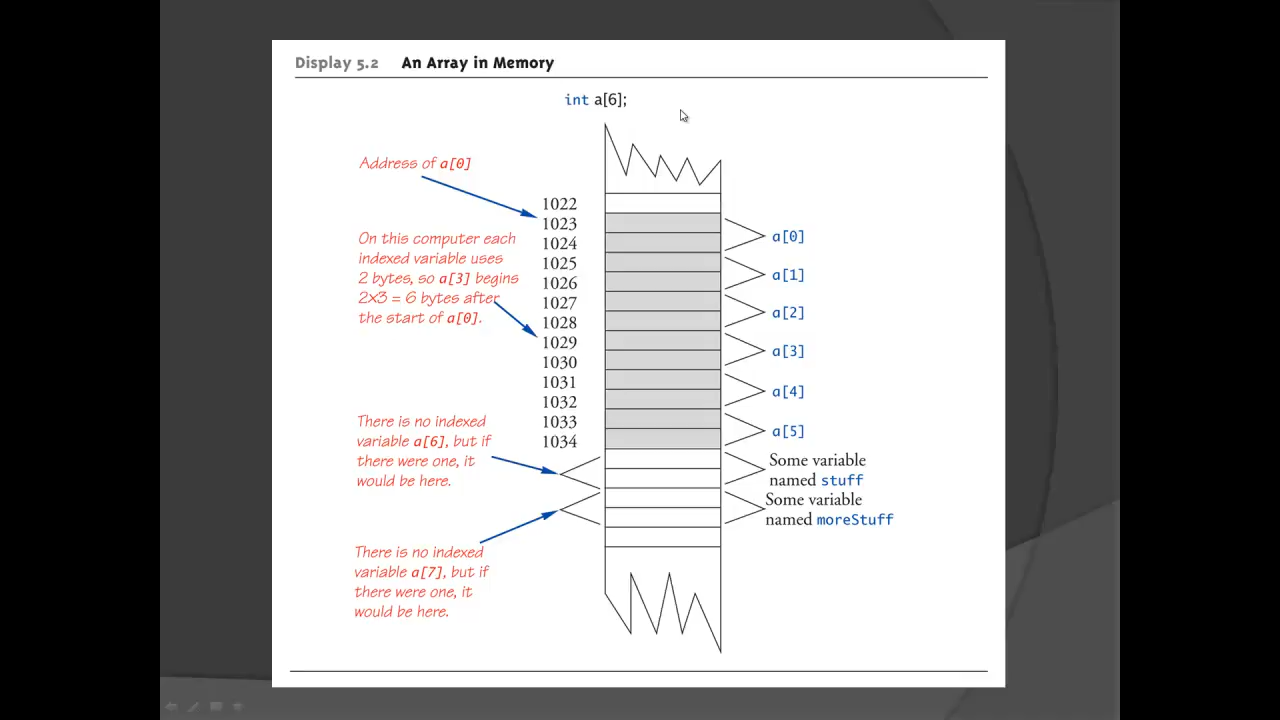 Display 5.2 An Array in Memory
int a[6];
Address of a[0]
1022
1023
1024
1025
1026
1027
1028
1029
1030
1031
1032
1033
1034
On this computer each
indexed variable uses
2 bytes, so a[3] begins
2x3 = 6 bytes after
the start of a[0].
There is no indexed
variable a[6], but if
there were one, it
would be here.
There is no indexed
variable a[7], but if
there were one, it
would be here.
a[0]
a[1]
a[2]
a[3]
a[4]
a[5]
Some variable
named stuff
Some variable
named moreStuff